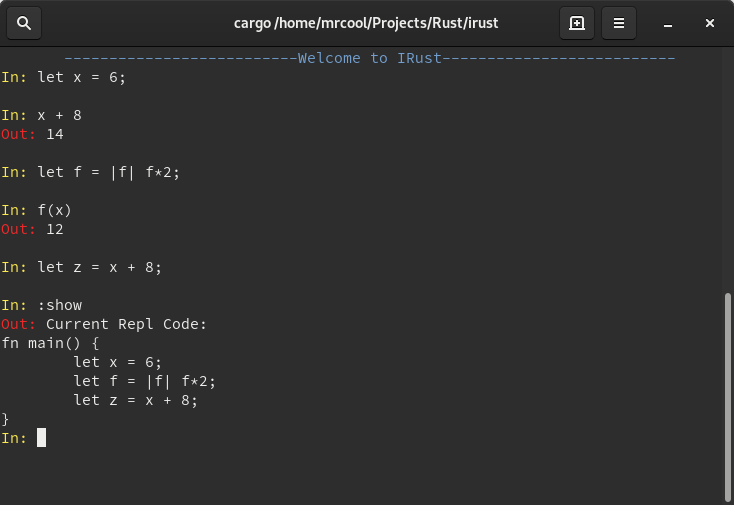 cargo /home/mrcool/Projects/Rust/irust
--------------------------Welcome to IRust--------------------------
In: let x = 6;
In: x + 8
Out: 14
In: let f = |f| f*2;
In: f(x)
Out: 12
In: let z = x + 8;
In: :show
Out: Current Repl Code:
fn main() {
        let x = 6;
        let f = |f| f*2;
        let z = x + 8;
}
In: